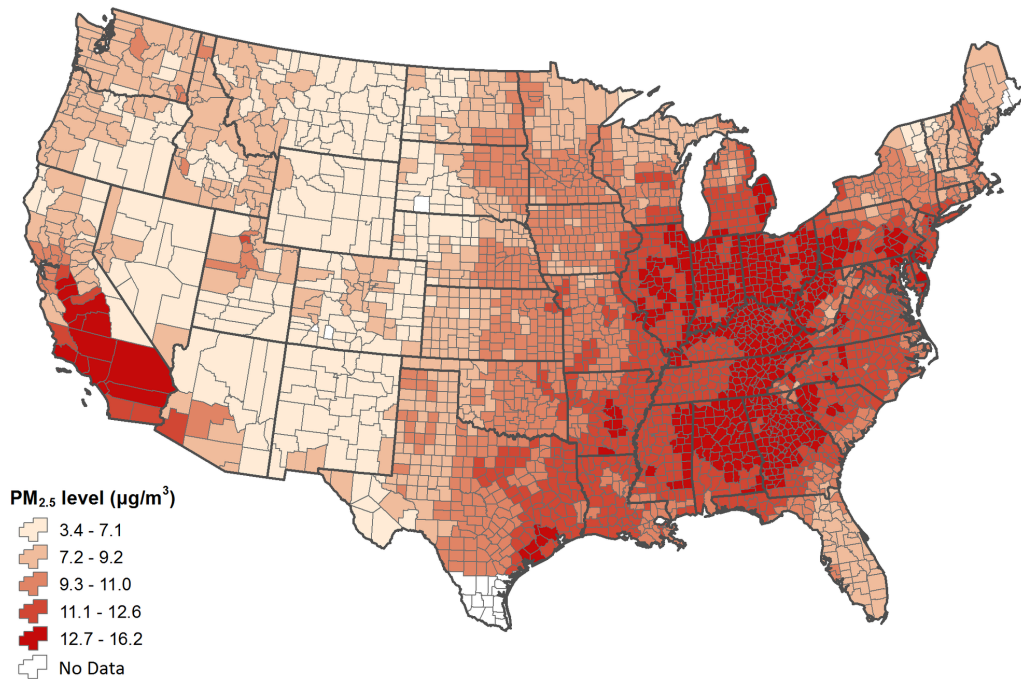 PM₂.₅ level (µg/m³)
3.4 - 7.1
7.2 - 9.2
9.3 - 11.0
11.1 - 12.6
12.7 - 16.2
No Data